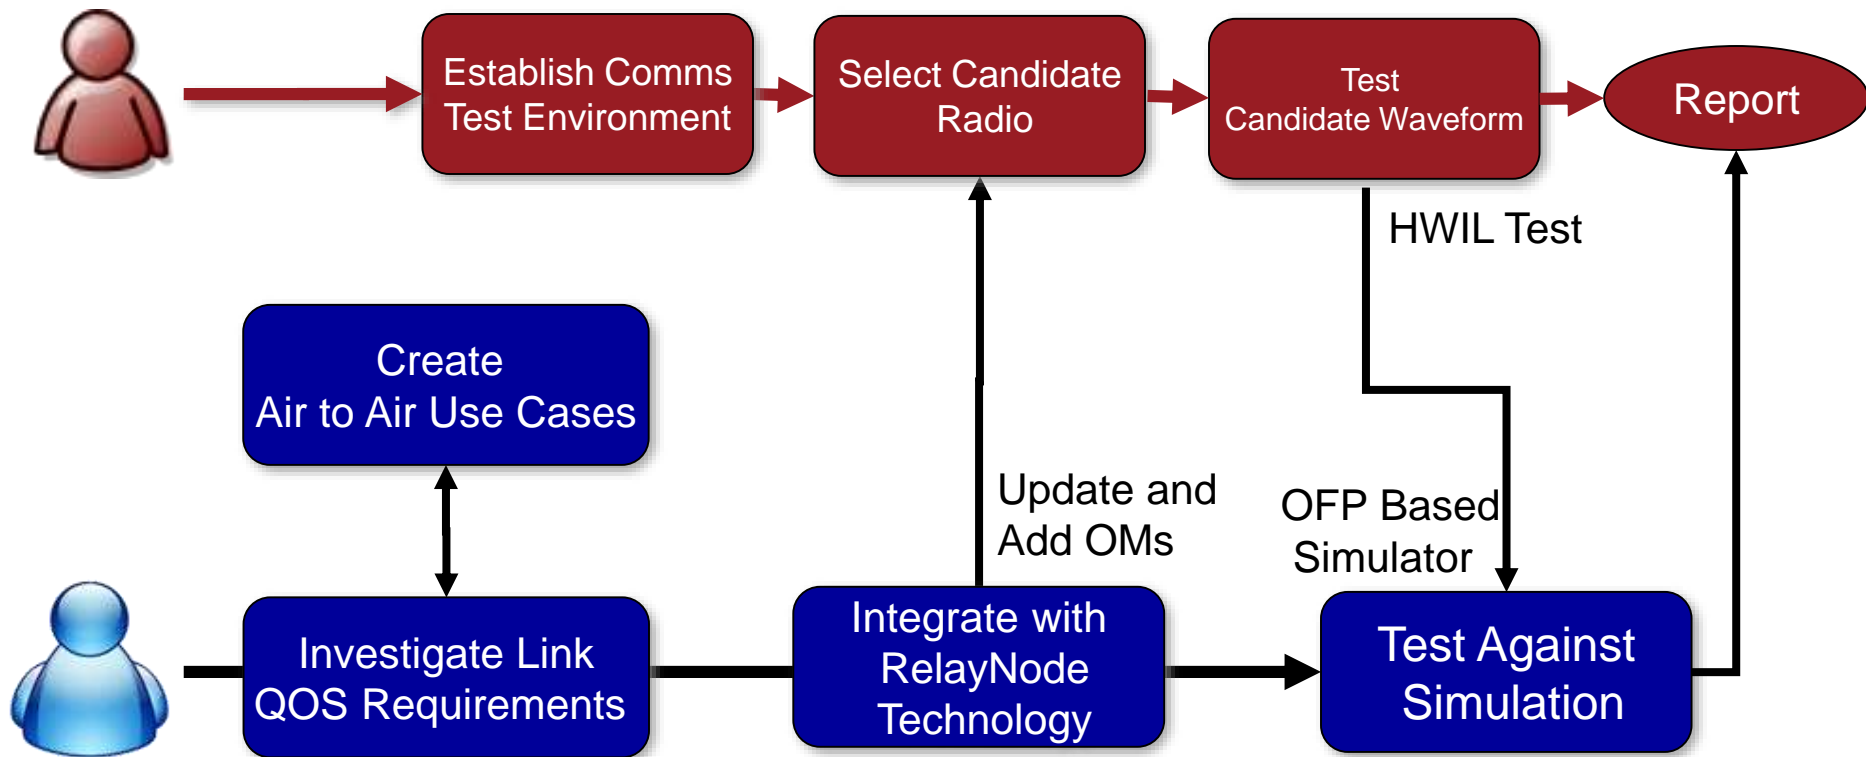 Establish Comms
Test Environment
Select Candidate
Radio
Test
Candidate Waveform
Report
HWIL Test
Create
Air to Air Use Cases
Update and
Add OMs
OFP Based
Simulator
Investigate Link
QOS Requirements
Integrate with
RelayNode
Technology
Test Against
Simulation